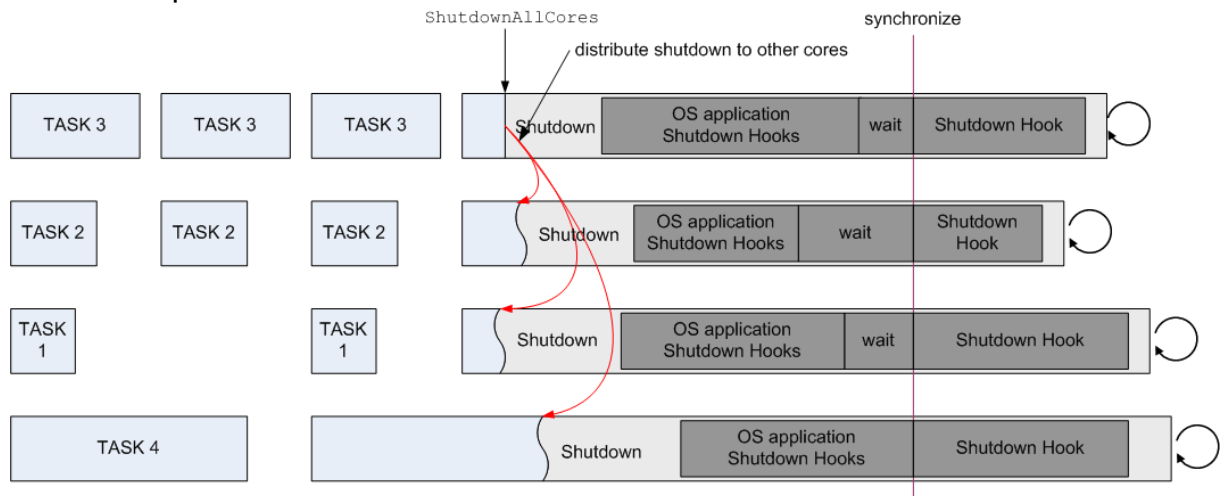 ShutdownAllCores
synchronize
distribute shutdown to other cores
TASK 3
TASK 3
TASK 3
Shutdown
OS application
Shutdown Hooks
wait
Shutdown Hook
TASK 2
TASK 2
TASK 2
Shutdown
OS application
Shutdown Hooks
wait
Shutdown
Hook
TASK
1
TASK
1
Shutdown
OS application
Shutdown Hooks
wait
Shutdown Hook
TASK 4
Shutdown
OS application
Shutdown Hooks
Shutdown Hook